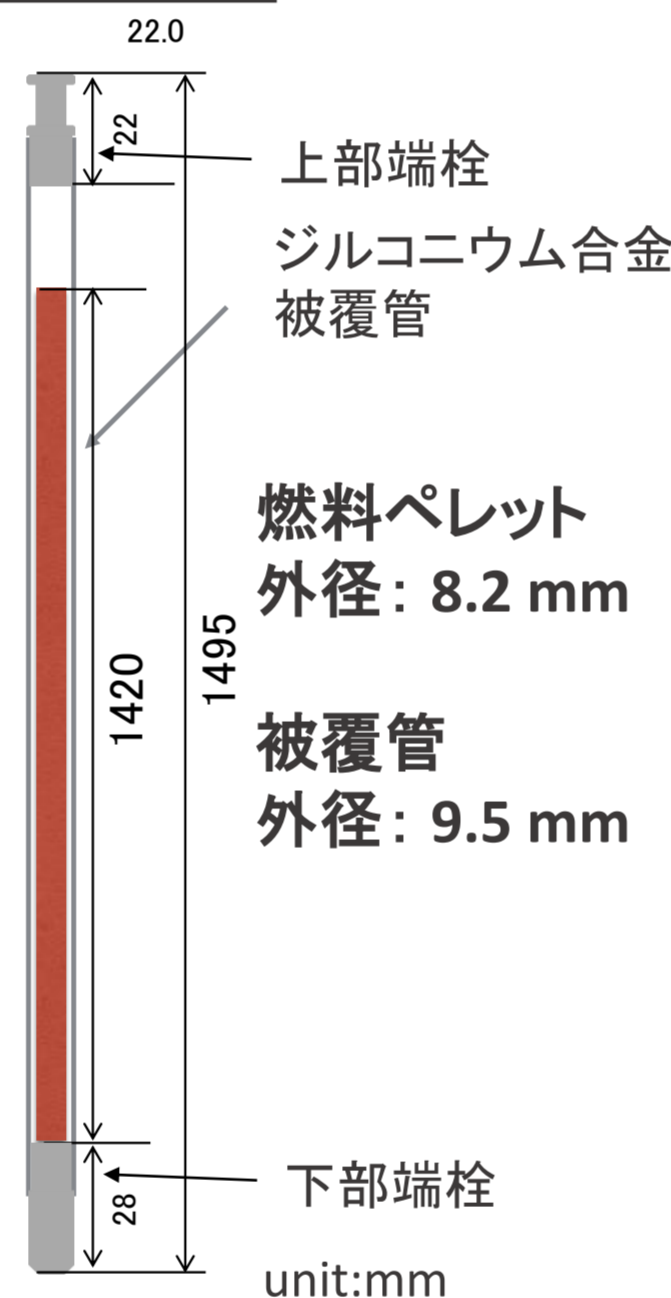 22.0
22
上部端栓
ジルコニウム合金
被覆管
燃料ペレット
外径: 8.2 mm
1420
1495
被覆管
外径: 9.5 mm
下部端栓
28
unit:mm